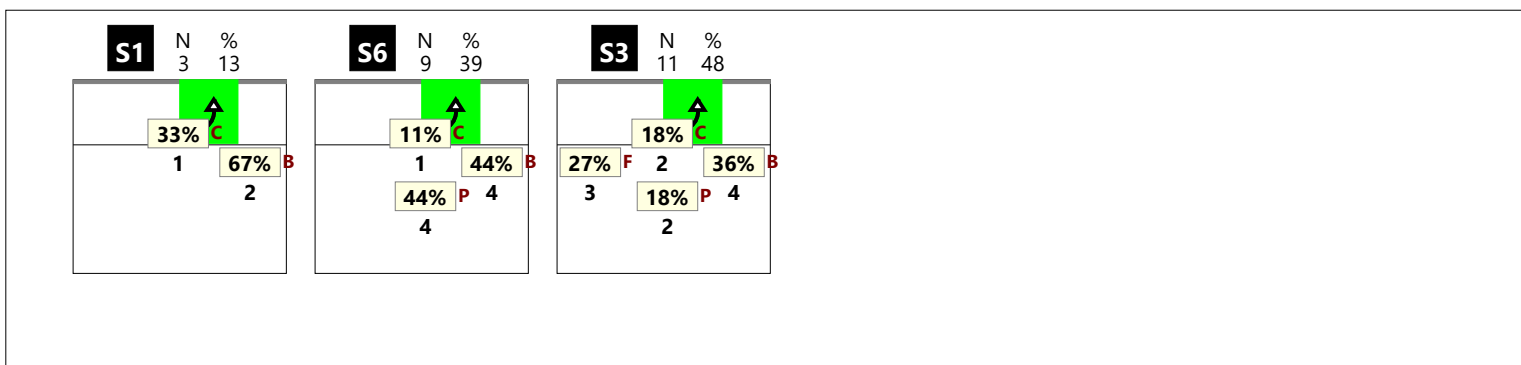 S1 N % 3 13
33% C
1
67% B
2
S6 N % 9 39
11% C
1
44% B
4
44% P
4
S3 N % 11 48
18% C
2
27% F
3
36% B
4
18% P
2